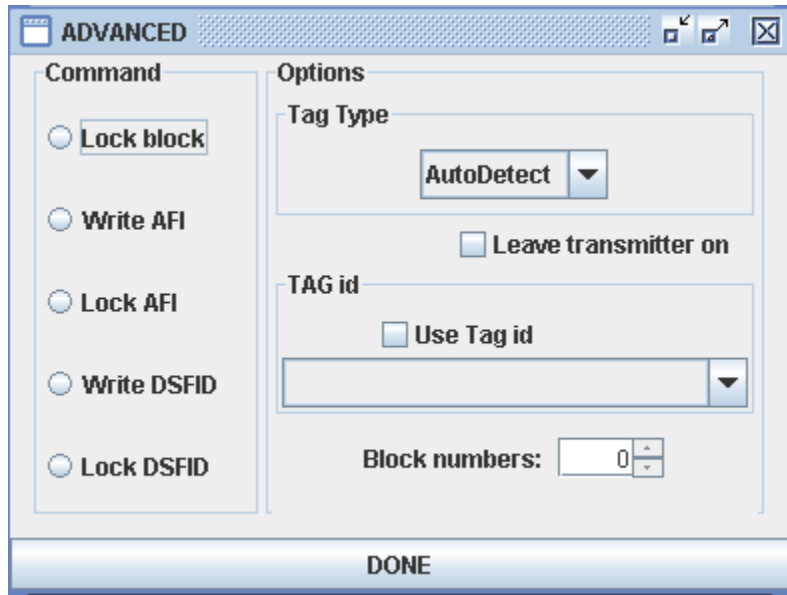 ADVANCED
Command
Lock block
Write AFI
Lock AFI
Write DSFID
Lock DSFID
Options
Tag Type
AutoDetect
Leave transmitter on
TAG id
Use Tag id
Block numbers: 0
DONE